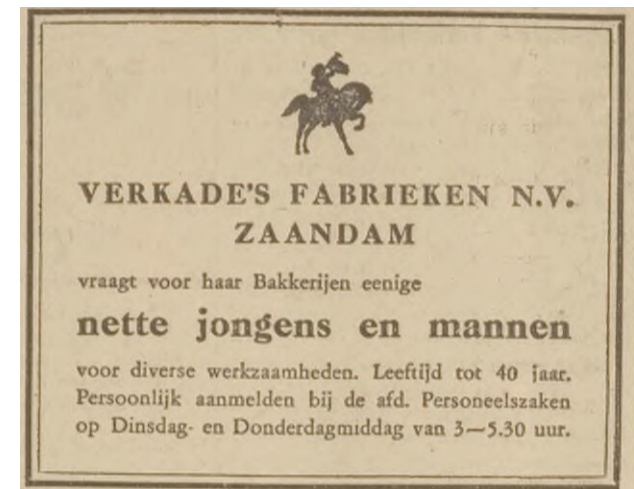 VERKADE'S FABRIEKEN N.V.
ZAANDAM
vraagt voor haar Bakkerijen eenige
nette jongens en mannen
voor diverse werkzaamheden. Leeftijd tot 40 jaar.
Persoonlijk aanmelden bij de afd. Personeelszaken
op Dinsdag- en Donderdagmiddag van 3—5.30 uur.